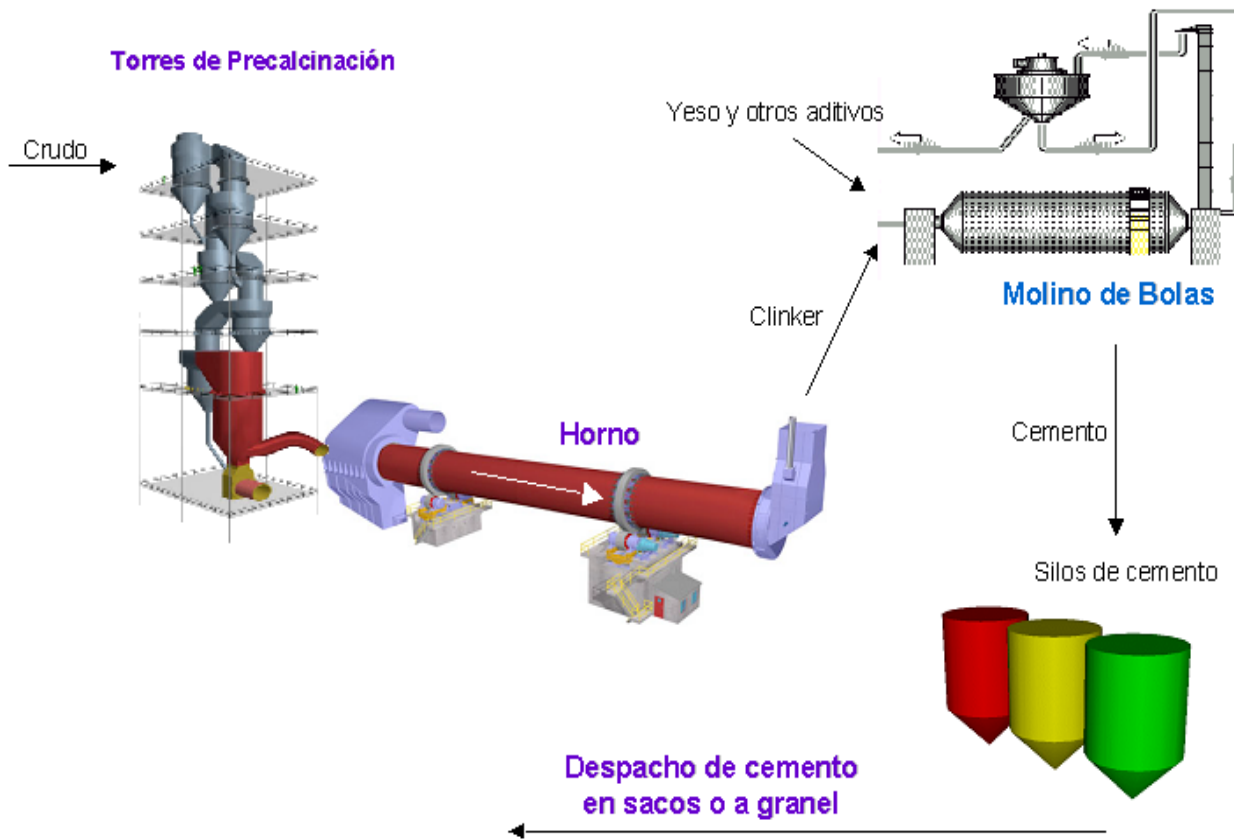 Torres de Precalcinación
Crudo
Yeso y otros aditivos
Molino de Bolas
Clinker
Horno
Cemento
Silos de cemento
Despacho de cemento
en sacos o a granel